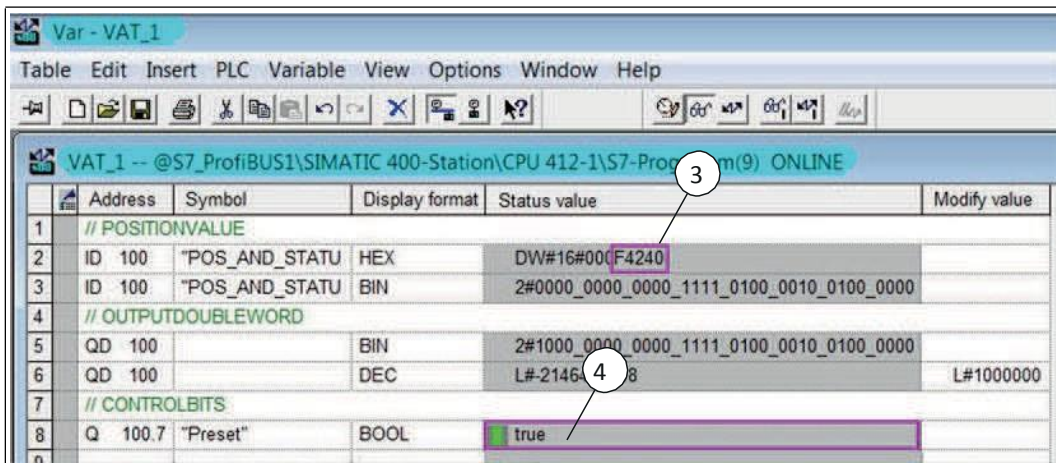 Var - VAT_1
Table Edit Insert PLC Variable View Options Window Help
VAT_1 -- @S7_ProfiBUS1\SIMATIC 400-Station\CPU 412-1\S7-Prog m(9) ONLINE
3
Address Symbol Display format Status value Modify value
1 // POSITIONVALUE
2 ID 100 "POS_AND_STATU HEX DW#16#000F4240
3 ID 100 "POS_AND_STATU BIN 2#0000_0000_0000_1111_0100_0010_0100_0000
4 // OUTPUTDOUBLEWORD
5 QD 100 BIN 2#1000_0000_0000_1111_0100_0010_0100_0000
6 QD 100 DEC 4 L#1000000
7 // CONTROLBITS
8 Q 100.7 "Preset" BOOL true
9